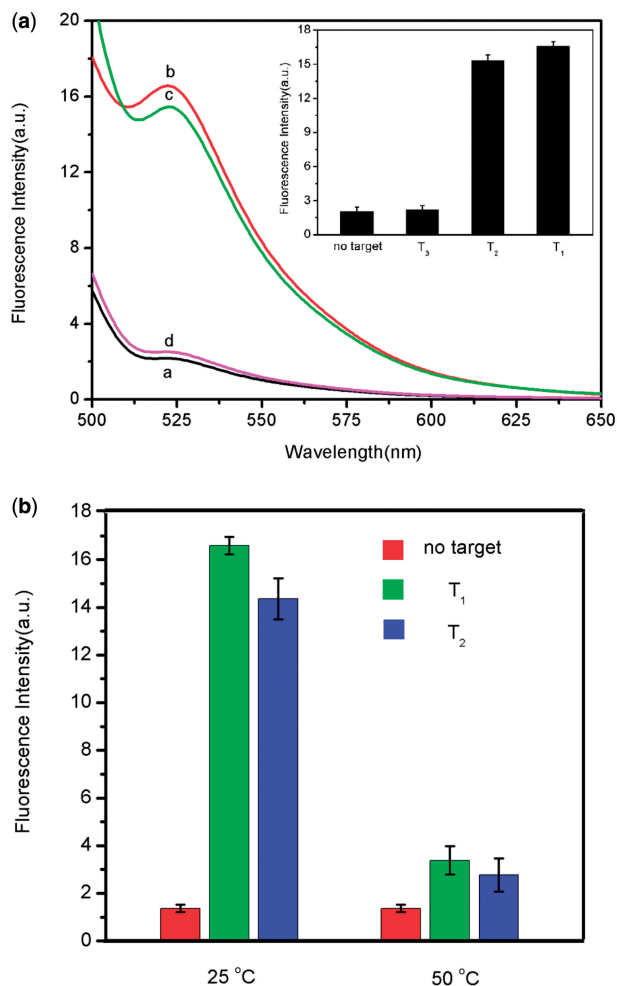 (a)
20
16
12
8
4
0
Fluorescence Intensity(a.u.)
500 525 550 575 600 625 650
Wavelength(nm)
b
c
d
a
18
15
12
9
6
3
0
Fluorescence Intensity(a.u.)
no target T₃ T₂ T₁
(b)
18
16
14
12
10
8
6
4
2
0
Fluorescence Intensity(a.u.)
no target
T₁
T₂
25 °C 50 °C